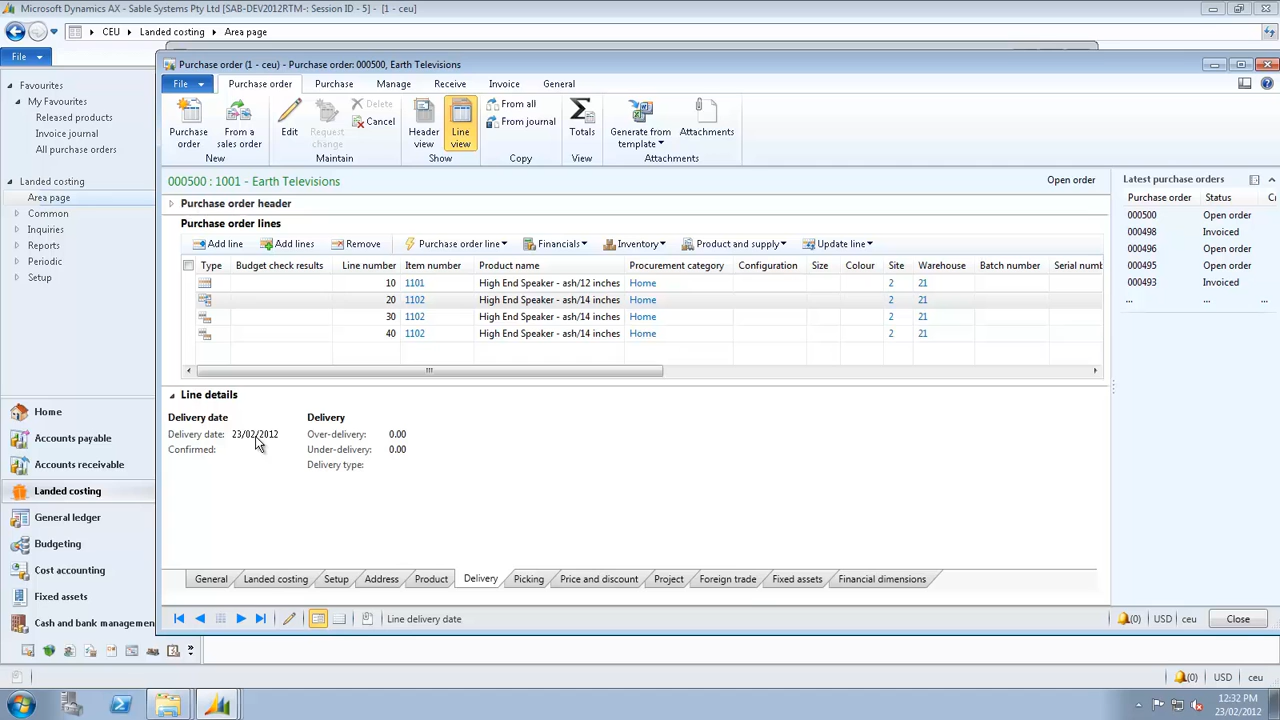 Microsoft Dynamics AX - Sable Systems Pty Ltd [SAB-DEV2012RTM-: Session ID - 5] - [1 - ceu]
CEU Landed costing Area page
File
Purchase order (1 - ceu) - Purchase order: 000500, Earth Televisions
File Purchase order Purchase Manage Receive Invoice General
Favourites
My Favourites
Released products
Invoice journal
All purchase orders
Landed costing
Area page
Common
Inquiries
Reports
Periodic
Setup
Home
Accounts payable
Accounts receivable
Landed costing
General ledger
Budgeting
Cost accounting
Fixed assets
Cash and bank managemen
Purchase order
From a sales order
New
Edit
Request change
Delete
Cancel
Maintain
Header view
Line view
Show
From all
From journal
Copy
Totals
View
Generate from template
Attachments
Attachments
000500 : 1001 - Earth Televisions Open order
Purchase order header
Purchase order lines
Add line Add lines Remove Purchase order line Financials Inventory Product and supply Update line
Type Budget check results Line number Item number Product name Procurement category Configuration Size Colour Site Warehouse Batch number Serial numb
10 1101 High End Speaker - ash/12 inches Home 2 21
20 1102 High End Speaker - ash/14 inches Home 2 21
30 1102 High End Speaker - ash/14 inches Home 2 21
40 1102 High End Speaker - ash/14 inches Home 2 21
Line details
Delivery date Delivery
Delivery date: 23/02/2012 Over-delivery: 0.00
Confirmed: Under-delivery: 0.00
Delivery type:
General Landed costing Setup Address Product Delivery Picking Price and discount Project Foreign trade Fixed assets Financial dimensions
Line delivery date (0) USD ceu Close
Latest purchase orders
Purchase order Status Cu
000500 Open order
000498 Invoiced
000496 Open order
000495 Open order
000493 Invoiced
... ... ...
(0) USD ceu
12:32 PM
23/02/2012